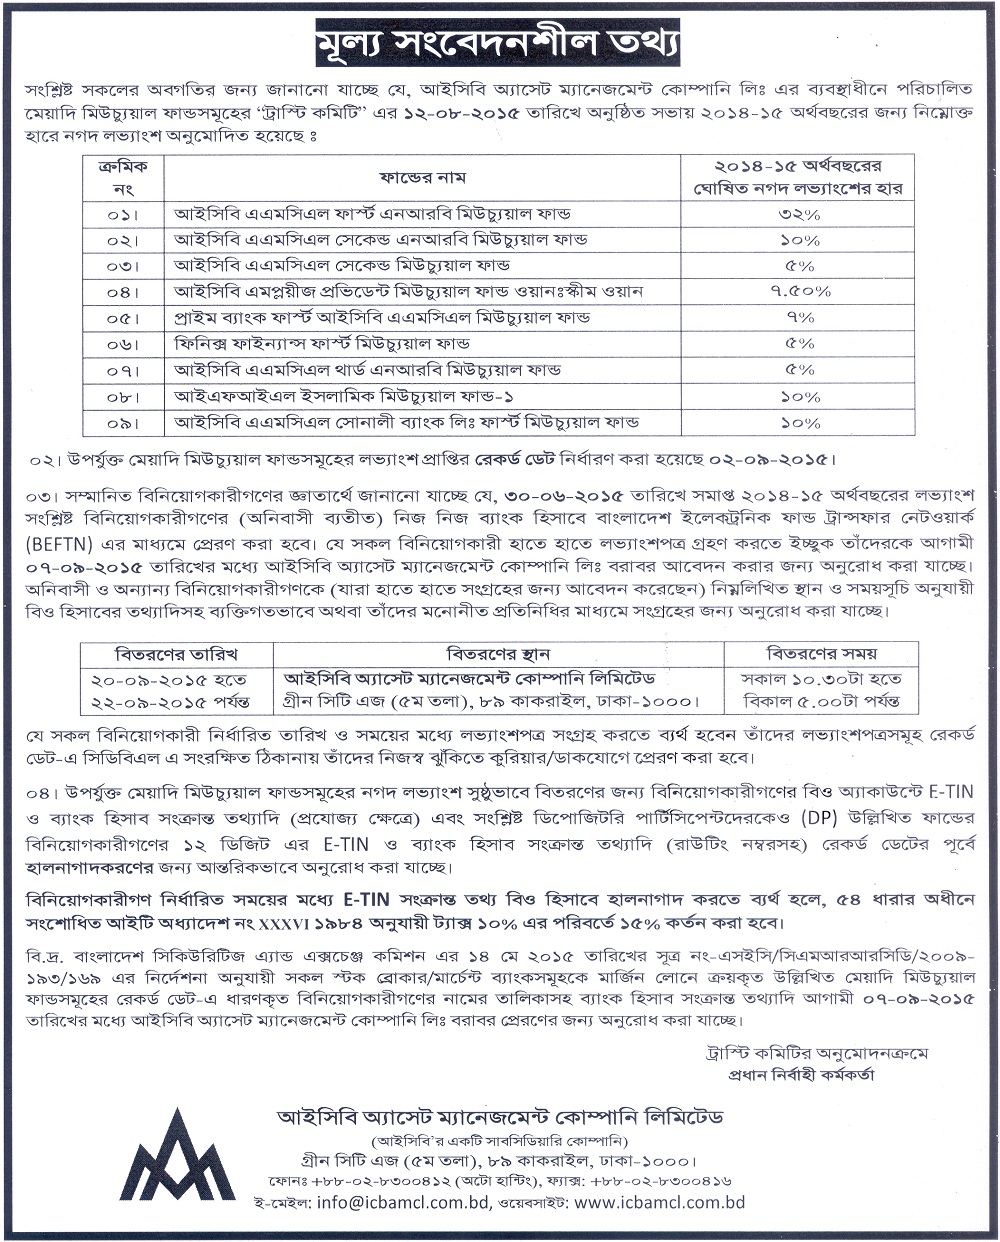 মূল্য সংবেদনশীল তথ্য
সংশ্লিষ্ট সকলের অবগতির জন্য জানানো যাচ্ছে যে, আইসিবি অ্যাসেট ম্যানেজমেন্ট কোম্পানি লিঃ এর ব্যবস্থাধীনে পরিচালিত
মেয়াদি মিউচ্যুয়াল ফান্ডসমূহের “ট্রাস্টি কমিটি” এর ১২-০৮-২০১৫ তারিখে অনুষ্ঠিত সভায় ২০১৪-১৫ অর্থবছরের জন্য নিম্নোক্ত
হারে নগদ লভ্যাংশ অনুমোদিত হয়েছে ঃ
ক্রমিক নং ফান্ডের নাম ২০১৪-১৫ অর্থবছরের ঘোষিত নগদ লভ্যাংশের হার
০১। আইসিবি এএমসিএল ফার্স্ট এনআরবি মিউচ্যুয়াল ফান্ড ৩২%
০২। আইসিবি এএমসিএল সেকেন্ড এনআরবি মিউচ্যুয়াল ফান্ড ১০%
০৩। আইসিবি এএমসিএল সেকেন্ড মিউচ্যুয়াল ফান্ড ৫%
০৪। আইসিবি এমপ্লয়ীজ প্রভিডেন্ট মিউচ্যুয়াল ফান্ড ওয়ানঃস্কীম ওয়ান ৭.৫০%
০৫। প্রাইম ব্যাংক ফার্স্ট আইসিবি এএমসিএল মিউচ্যুয়াল ফান্ড ৭%
০৬। ফিনিক্স ফাইন্যান্স ফার্স্ট মিউচ্যুয়াল ফান্ড ৫%
০৭। আইসিবি এএমসিএল থার্ড এনআরবি মিউচ্যুয়াল ফান্ড ৫%
০৮। আইএফআইএল ইসলামিক মিউচ্যুয়াল ফান্ড-১ ১০%
০৯। আইসিবি এএমসিএল সোনালী ব্যাংক লিঃ ফার্স্ট মিউচ্যুয়াল ফান্ড ১০%
০২। উপর্যুক্ত মেয়াদি মিউচ্যুয়াল ফান্ডসমূহের লভ্যাংশ প্রাপ্তির রেকর্ড ডেট নির্ধারণ করা হয়েছে ০২-০৯-২০১৫।
০৩। সম্মানিত বিনিয়োগকারীগণের জ্ঞাতার্থে জানানো যাচ্ছে যে, ৩০-০৬-২০১৫ তারিখে সমাপ্ত ২০১৪-১৫ অর্থবছরের লভ্যাংশ
সংশ্লিষ্ট বিনিয়োগকারীগণের (অনিবাসী ব্যতীত) নিজ নিজ ব্যাংক হিসাবে বাংলাদেশ ইলেকট্রনিক ফান্ড ট্রান্সফার নেটওয়ার্ক
(BEFTN) এর মাধ্যমে প্রেরণ করা হবে। যে সকল বিনিয়োগকারী হাতে হাতে লভ্যাংশপত্র গ্রহণ করতে ইচ্ছুক তাঁদেরকে আগামী
০৭-০৯-২০১৫ তারিখের মধ্যে আইসিবি অ্যাসেট ম্যানেজমেন্ট কোম্পানি লিঃ বরাবর আবেদন করার জন্য অনুরোধ করা যাচ্ছে।
অনিবাসী ও অন্যান্য বিনিয়োগকারীগণকে (যারা হাতে হাতে সংগ্রহের জন্য আবেদন করেছেন) নিম্নলিখিত স্থান ও সময়সূচি অনুযায়ী
বিও হিসাবের তথ্যাদিসহ ব্যক্তিগতভাবে অথবা তাঁদের মনোনীত প্রতিনিধির মাধ্যমে সংগ্রহের জন্য অনুরোধ করা যাচ্ছে।
বিতরণের তারিখ বিতরণের স্থান বিতরণের সময়
২০-০৯-২০১৫ হতে আইসিবি অ্যাসেট ম্যানেজমেন্ট কোম্পানি লিমিটেড সকাল ১০.৩০টা হতে
২২-০৯-২০১৫ পর্যন্ত গ্রীন সিটি এজ (৫ম তলা), ৮৯ কাকরাইল, ঢাকা-১০০০। বিকাল ৫.০০টা পর্যন্ত
যে সকল বিনিয়োগকারী নির্ধারিত তারিখ ও সময়ের মধ্যে লভ্যাংশপত্র সংগ্রহ করতে ব্যর্থ হবেন তাঁদের লভ্যাংশপত্রসমূহ রেকর্ড
ডেট-এ সিডিবিএল এ সংরক্ষিত ঠিকানায় তাঁদের নিজস্ব ঝুঁকিতে কুরিয়ার/ডাকযোগে প্রেরণ করা হবে।
০৪। উপর্যুক্ত মেয়াদি মিউচ্যুয়াল ফান্ডসমূহের নগদ লভ্যাংশ সুষ্ঠুভাবে বিতরণের জন্য বিনিয়োগকারীগণের বিও অ্যাকাউন্টে E-TIN
ও ব্যাংক হিসাব সংক্রান্ত তথ্যাদি (প্রযোজ্য ক্ষেত্রে) এবং সংশ্লিষ্ট ডিপোজিটরি পার্টিসিপেন্টদেরকেও (DP) উল্লিখিত ফান্ডের
বিনিয়োগকারীগণের ১২ ডিজিট এর E-TIN ও ব্যাংক হিসাব সংক্রান্ত তথ্যাদি (রাউটিং নম্বরসহ) রেকর্ড ডেটের পূর্বে
হালনাগাদকরণের জন্য আন্তরিকভাবে অনুরোধ করা যাচ্ছে।
বিনিয়োগকারীগণ নির্ধারিত সময়ের মধ্যে E-TIN সংক্রান্ত তথ্য বিও হিসাবে হালনাগাদ করতে ব্যর্থ হলে, ৫৪ ধারার অধীনে
সংশোধিত আইটি অধ্যাদেশ নং XXXVI ১৯৮৪ অনুযায়ী ট্যাক্স ১০% এর পরিবর্তে ১৫% কর্তন করা হবে।
বি.দ্র. বাংলাদেশ সিকিউরিটিজ এ্যান্ড এক্সচেঞ্জ কমিশন এর ১৪ মে ২০১৫ তারিখের সূত্র নং-এসইসি/সিএমআরআরসিডি/২০০৯-
১৯৩/১৬৯ এর নির্দেশনা অনুযায়ী সকল স্টক ব্রোকার/মার্চেন্ট ব্যাংকসমূহকে মার্জিন লোনে ক্রয়কৃত উল্লিখিত মেয়াদি মিউচ্যুয়াল
ফান্ডসমূহের রেকর্ড ডেট-এ ধারণকৃত বিনিয়োগকারীগণের নামের তালিকাসহ ব্যাংক হিসাব সংক্রান্ত তথ্যাদি আগামী ০৭-০৯-২০১৫
তারিখের মধ্যে আইসিবি অ্যাসেট ম্যানেজমেন্ট কোম্পানি লিঃ বরাবর প্রেরণের জন্য অনুরোধ করা যাচ্ছে।
ট্রাস্টি কমিটির অনুমোদনক্রমে
প্রধান নির্বাহী কর্মকর্তা
আইসিবি অ্যাসেট ম্যানেজমেন্ট কোম্পানি লিমিটেড
(আইসিবি'র একটি সাবসিডিয়ারি কোম্পানি)
গ্রীন সিটি এজ (৫ম তলা), ৮৯ কাকরাইল, ঢাকা-১০০০।
ফোনঃ +৮৮-০২-৮৩০০৪১২ (অটো হান্টিং), ফ্যাক্স: +৮৮-০২-৮৩০০৪১৬
ই-মেইল: info@icbamcl.com.bd, ওয়েবসাইট: www.icbamcl.com.bd